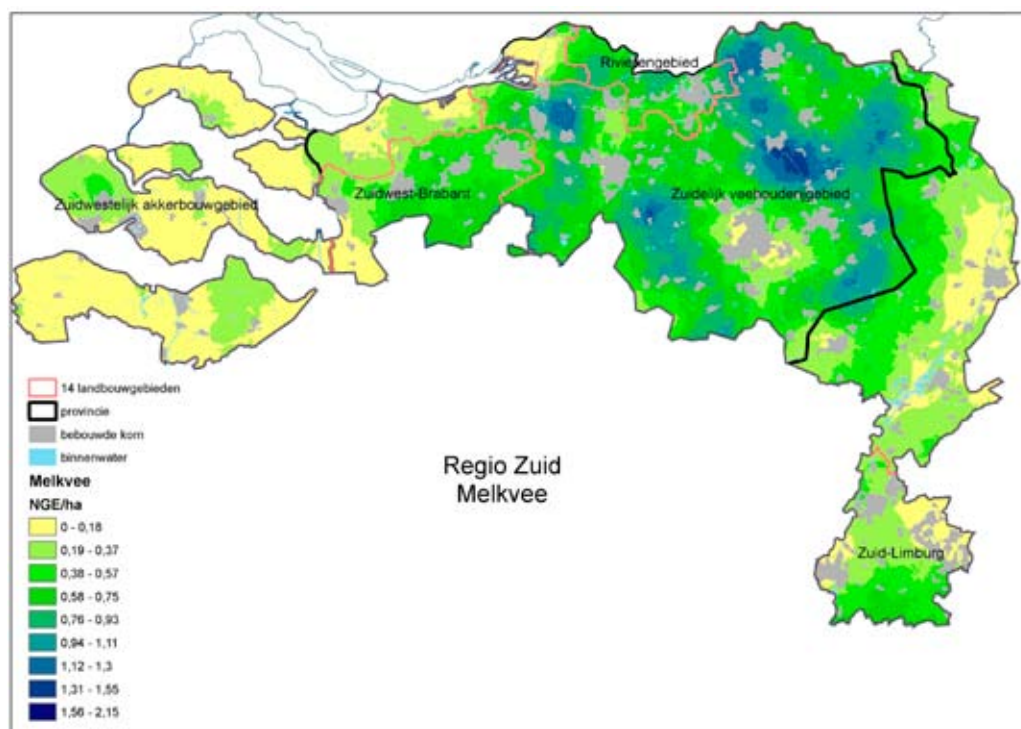 Rivierengebied
Zuidwest-Brabant
Zuidelijk veehouderijgebied
Zuidwestelijk akkerbouwgebied
14 landbouwgebieden
provincie
bebouwde kom
binnenwater
Melkvee
NGE/ha
0 - 0,18
0,19 - 0,37
0,38 - 0,57
0,58 - 0,75
0,76 - 0,93
0,94 - 1,11
1,12 - 1,3
1,31 - 1,55
1,56 - 2,15
Regio Zuid
Melkvee
Zuid-Limburg